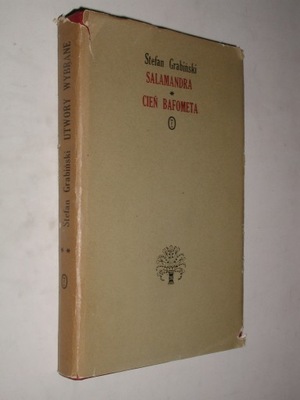 Stefan Grabiński
SALAMANDRA
*
CIEŃ BAFOMETA
Stefan Grabiński UTWORY WYBRANE
* *